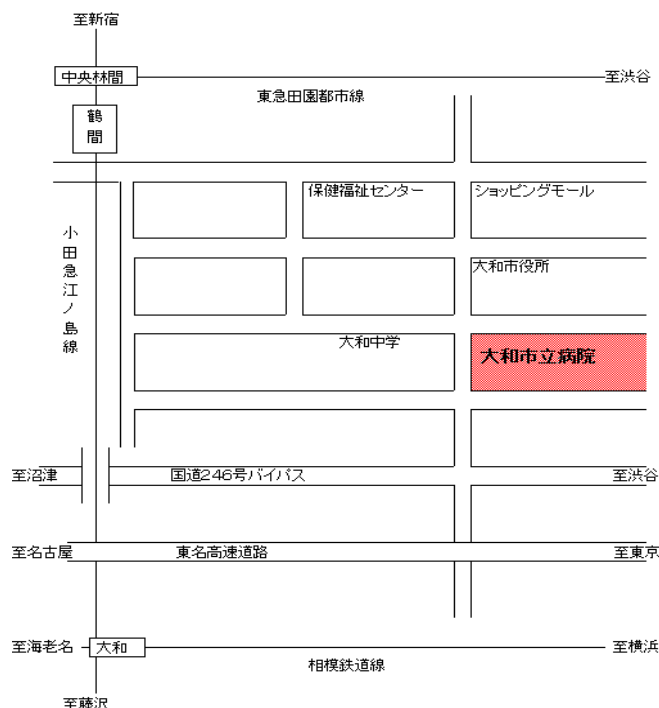 至新宿
中央林間
至渋谷
東急田園都市線
鶴間
保健福祉センター
ショッピングモール
小田急江ノ島線
大和市役所
大和中学
大和市立病院
至沼津
国道246号バイパス
至渋谷
至名古屋
東名高速道路
至東京
至海老名
大和
至横浜
相模鉄道線
至藤沢